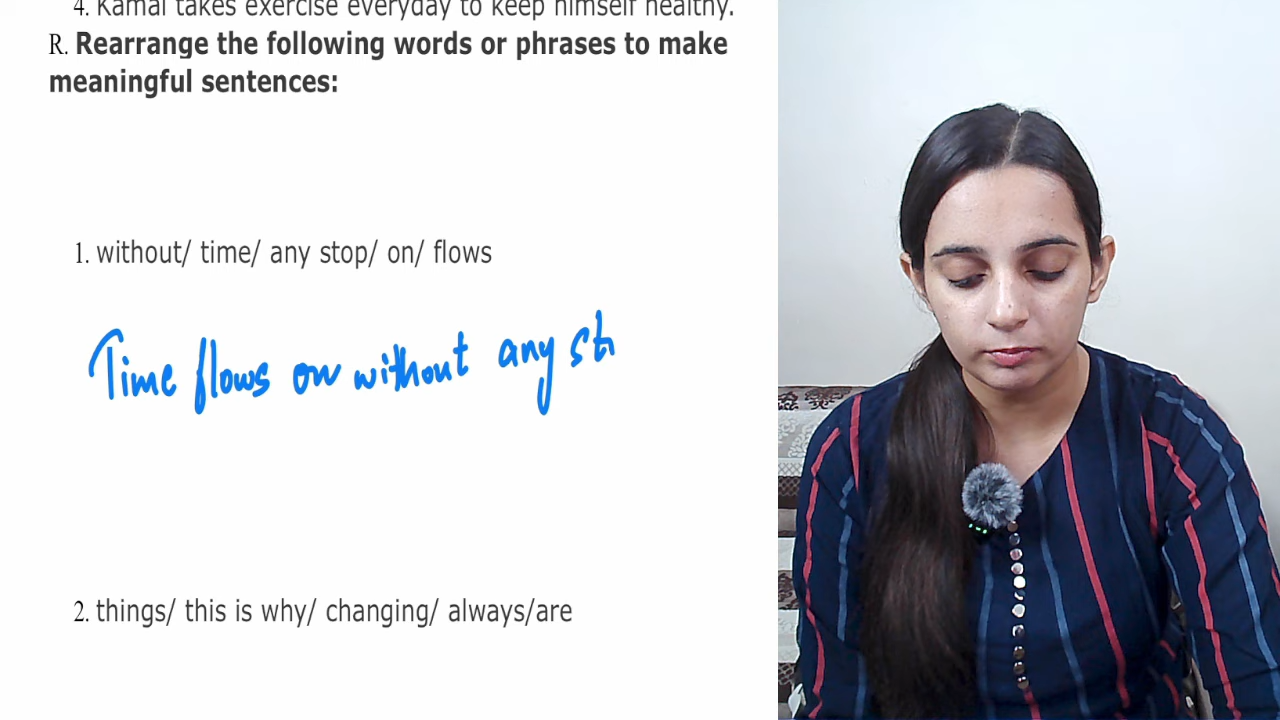 4. Kamal takes exercise everyday to keep himself healthy.
R. Rearrange the following words or phrases to make
meaningful sentences:
1. without/ time/ any stop/ on/ flows
Time flows on without any st
2. things/ this is why/ changing/ always/are